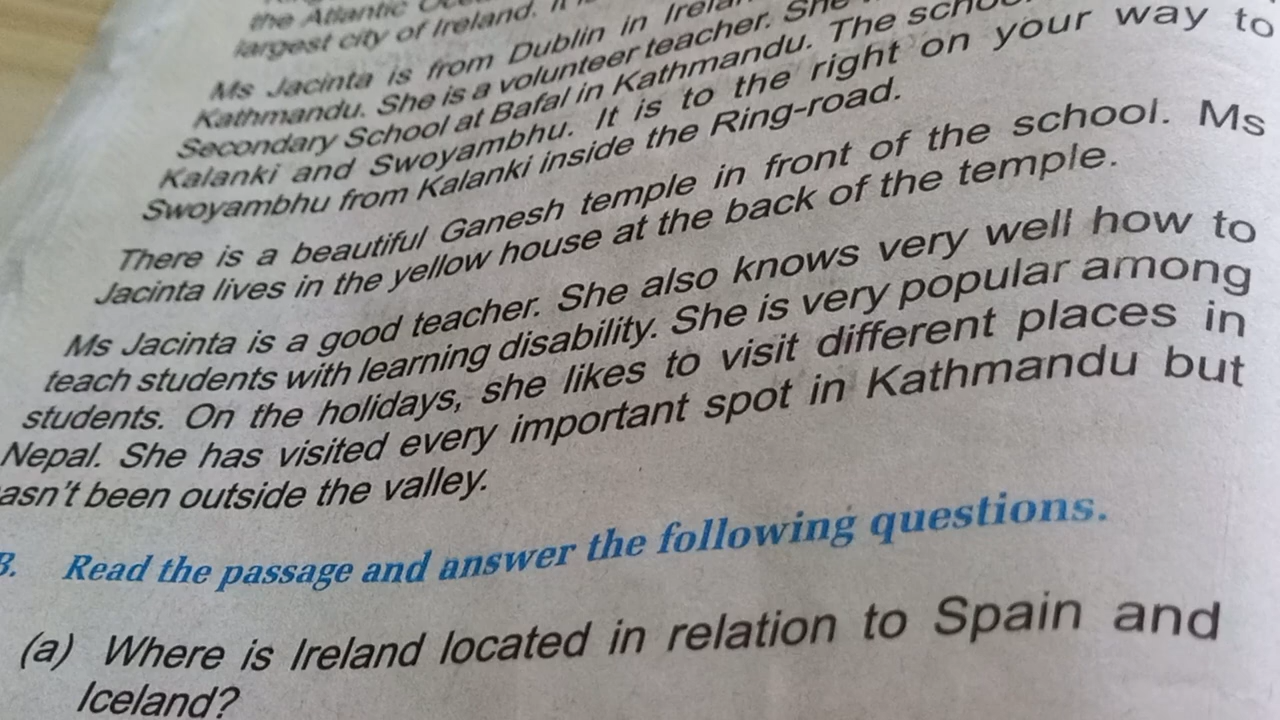 the Atlantic
largest city of Ireland.
Ms Jacinta is from Dublin in
Kathmandu. She is a volunteer teacher. She
Secondary School at Bafal in Kathmandu. The
Kalanki and Swoyambhu. It is to the right on your way to
Swoyambhu from Kalanki inside the Ring-road.
There is a beautiful Ganesh temple in front of the school. Ms
Jacinta lives in the yellow house at the back of the temple.
Ms Jacinta is a good teacher. She also knows very well how to
teach students with learning disability. She is very popular among
students. On the holidays, she likes to visit different places in
Nepal. She has visited every important spot in Kathmandu but
asn't been outside the valley.
B. Read the passage and answer the following questions.
(a) Where is Ireland located in relation to Spain and
Iceland?